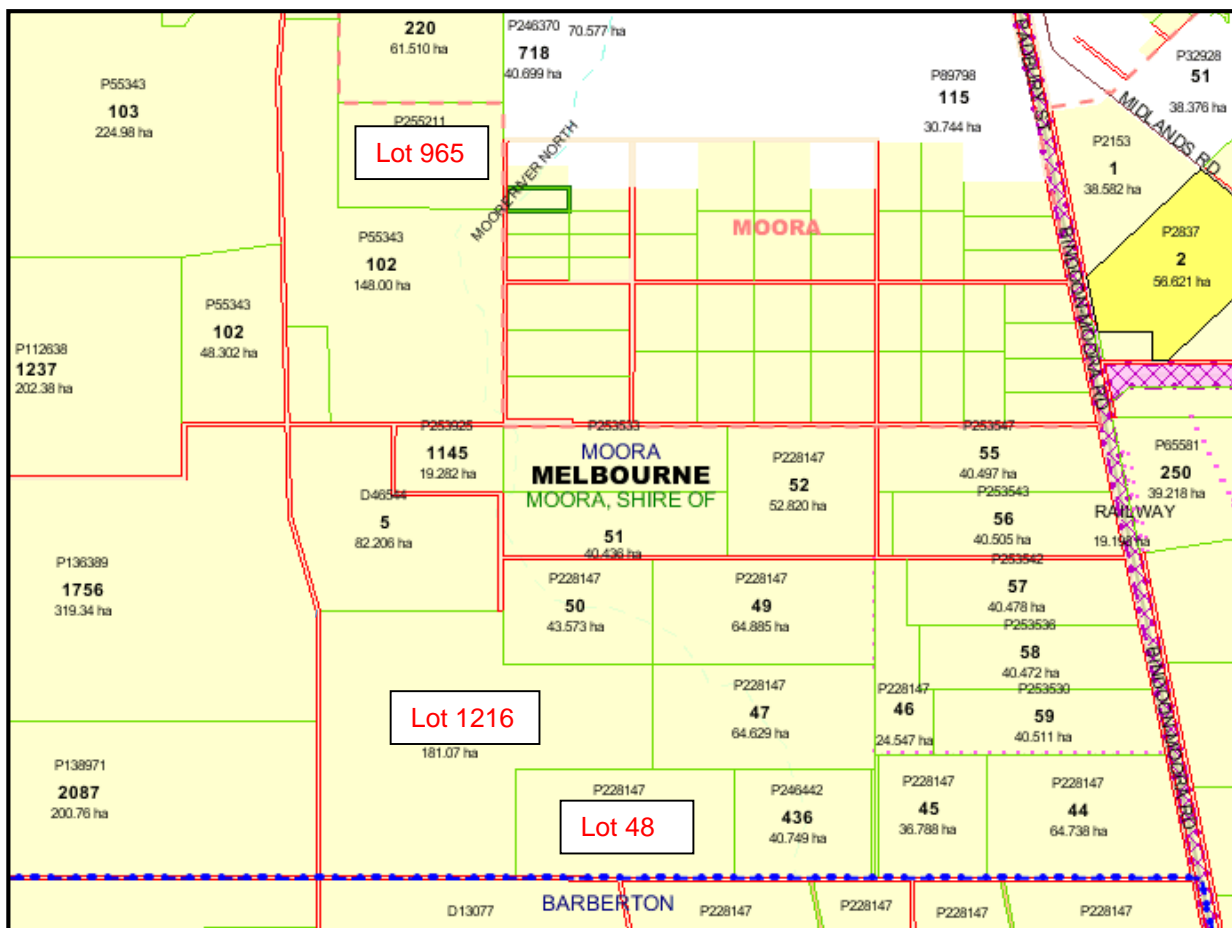 220
61.510 ha
P246370
70.577 ha
718
40.699 ha
P89798
115
30.744 ha
P32928
51
38.376 ha
PADBURY ST
MIDLANDS RD
P55343
103
224.98 ha
P255211
Lot 965
MOORE RIVER NORTH
P2153
1
38.582 ha
MOORA
P2837
2
56.621 ha
P55343
102
148.00 ha
BINDOON-MOORA RD
P55343
102
48.302 ha
P112638
1237
202.38 ha
P253925
1145
19.282 ha
P253533
MOORA
MELBOURNE
MOORA, SHIRE OF
51
40.436 ha
P228147
52
52.820 ha
P253547
55
40.497 ha
P253543
56
40.505 ha
P65581
250
39.218 ha
RAILWAY
D46544
5
82.206 ha
P136389
1756
319.34 ha
P228147
50
43.573 ha
P228147
49
64.885 ha
P253542
57
40.478 ha
P253536
58
40.472 ha
P228147
47
64.629 ha
P228147
46
24.547 ha
P253530
59
40.511 ha
BINDOON-MOORA RD
Lot 1216
181.07 ha
P138971
2087
200.76 ha
P228147
Lot 48
P246442
436
40.749 ha
P228147
45
36.788 ha
P228147
44
64.738 ha
D13077
BARBERTON
P228147
P228147
P228147
P228147